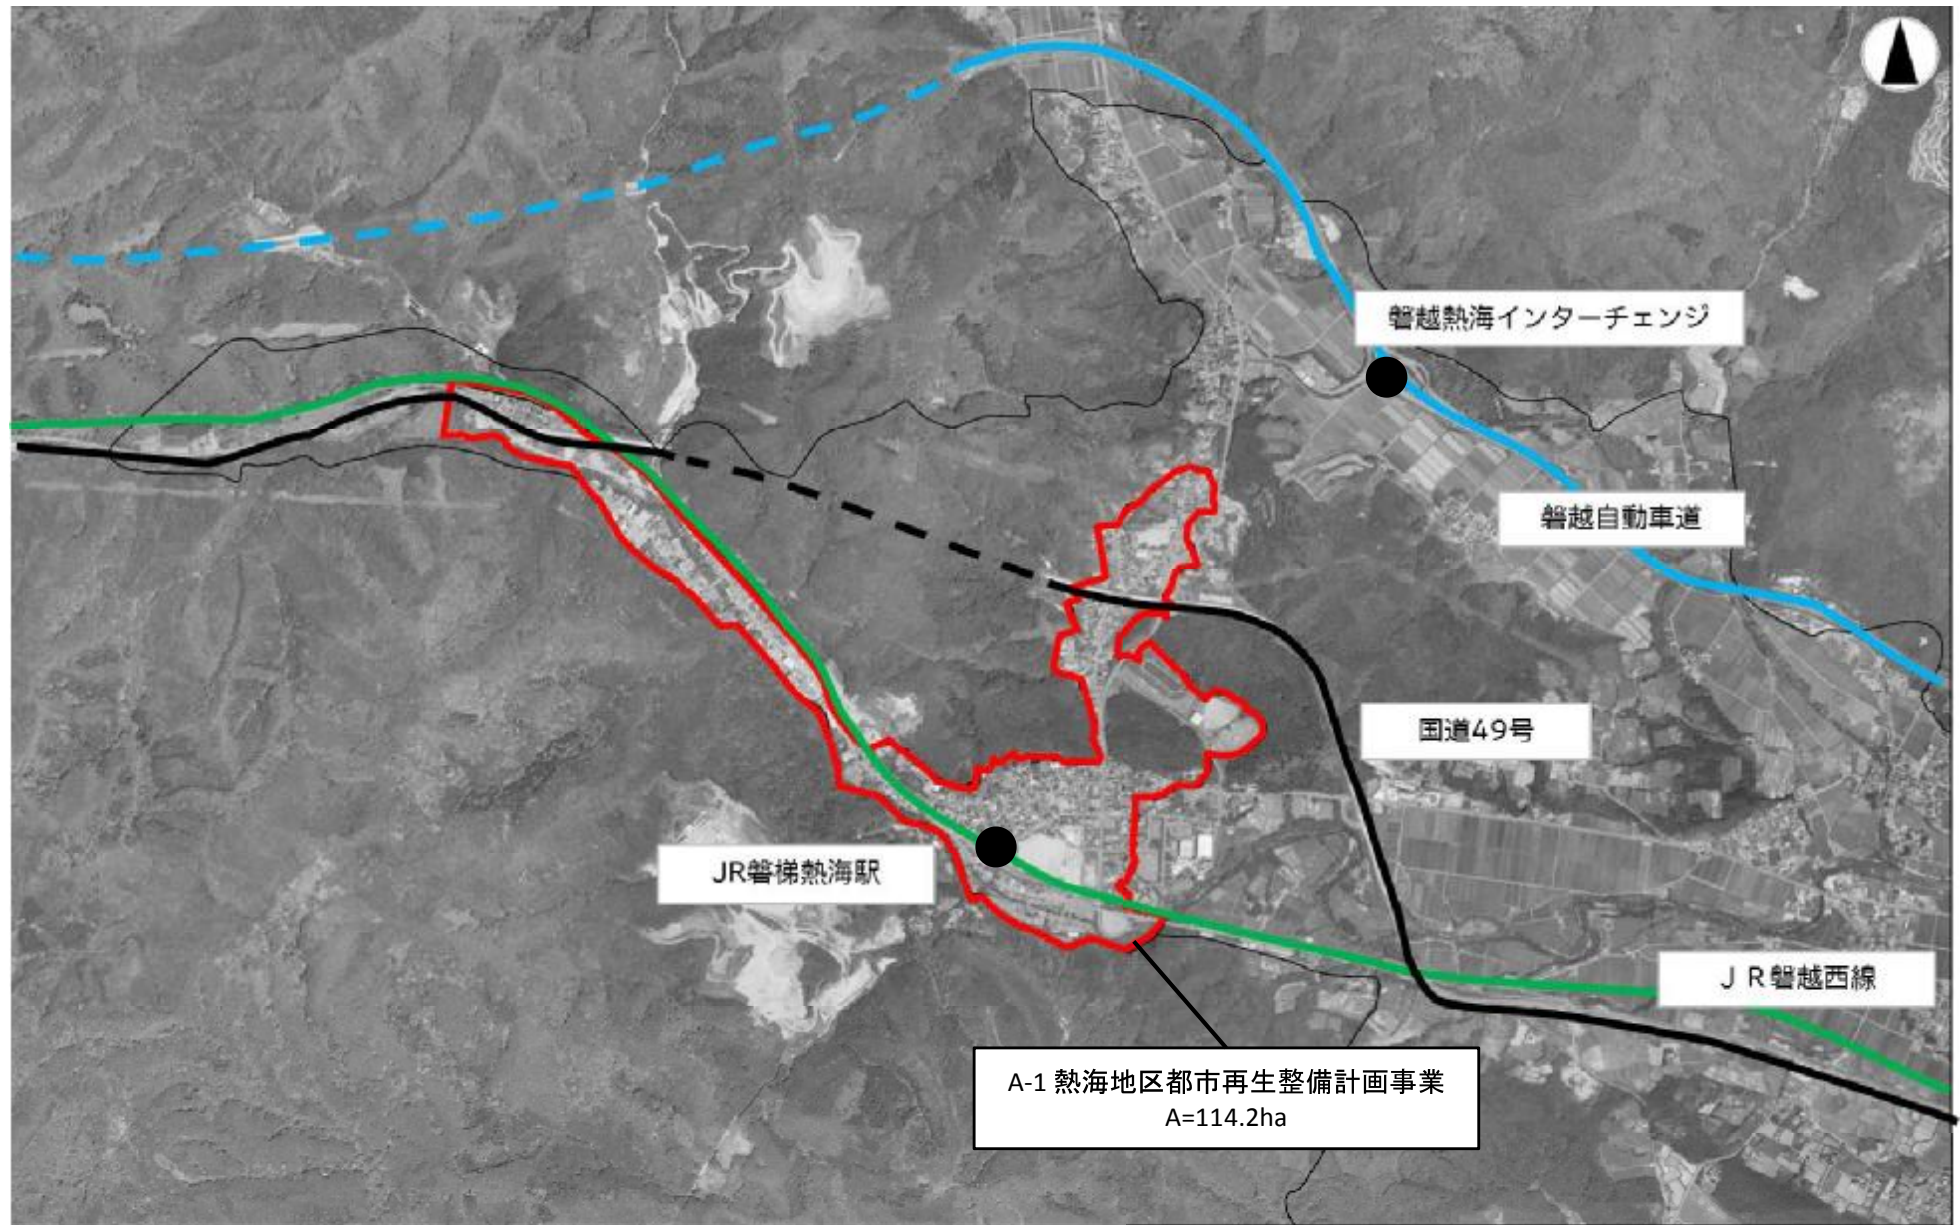 磐越熱海インターチェンジ
磐越自動車道
国道49号
JR磐梯熱海駅
ＪＲ磐越西線
A-1 熱海地区都市再生整備計画事業
A=114.2ha